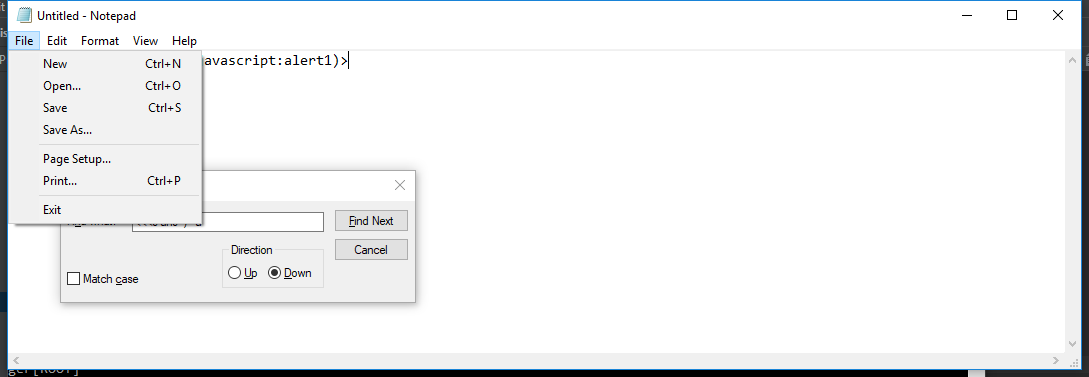 Untitled - Notepad
File Edit Format View Help
avascript:alert1)>
New Ctrl+N
Open... Ctrl+O
Save Ctrl+S
Save As...
Page Setup...
Print... Ctrl+P
Exit
Find Next
Cancel
Direction
Up Down
Match case